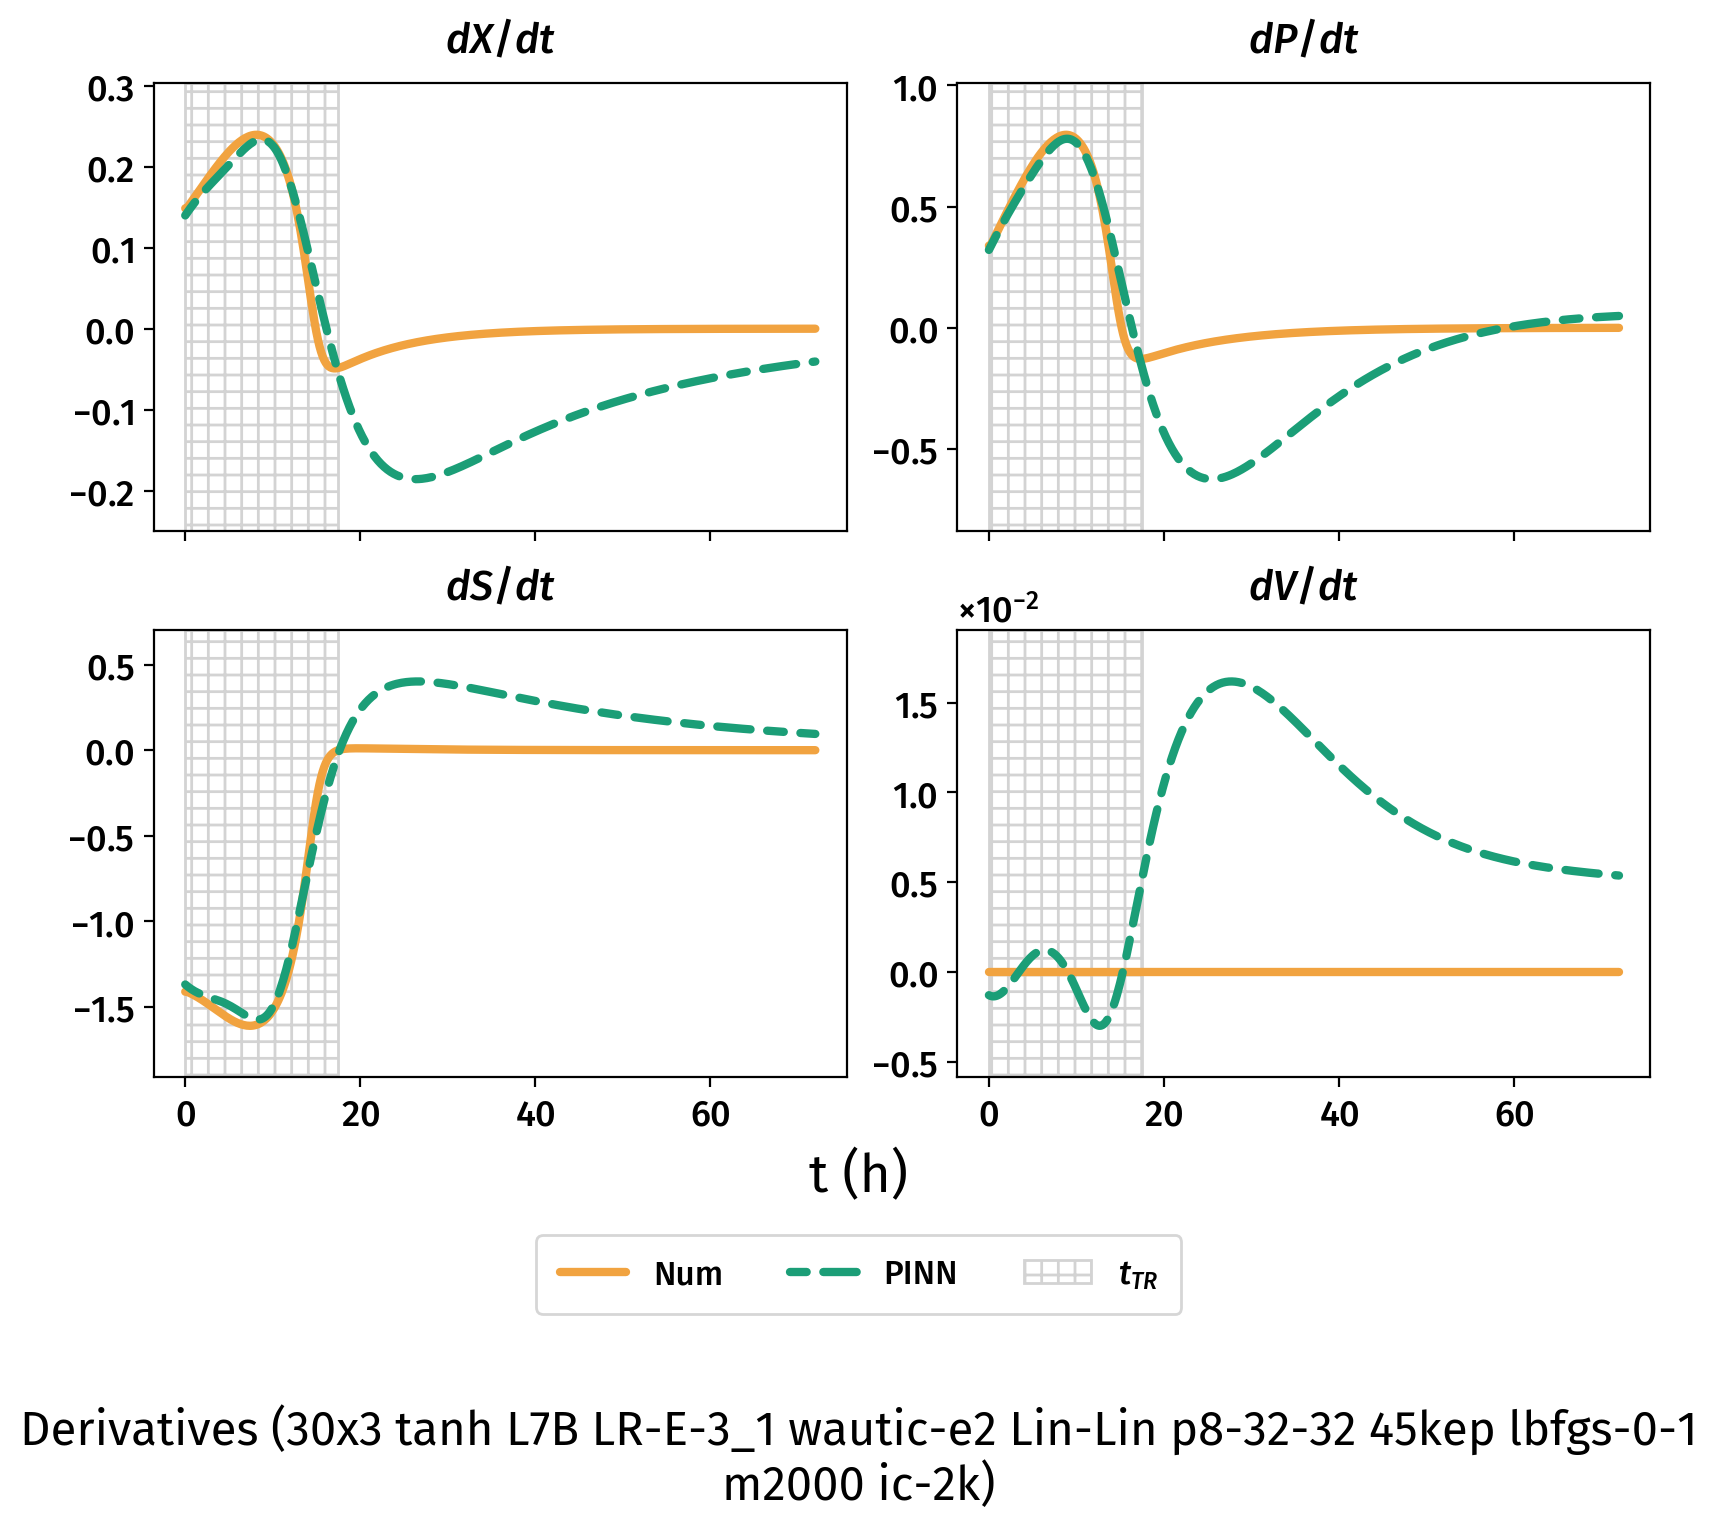 dX/dt
dP/dt
0.3
0.2
0.1
0.0
−0.1
−0.2
1.0
0.5
0.0
−0.5
dS/dt
dV/dt
×10⁻²
0.5
0.0
−0.5
−1.0
−1.5
1.5
1.0
0.5
0.0
−0.5
0 20 40 60
0 20 40 60
t (h)
Num PINN t_TR
Derivatives (30x3 tanh L7B LR-E-3_1 wautic-e2 Lin-Lin p8-32-32 45kep lbfgs-0-1
m2000 ic-2k)